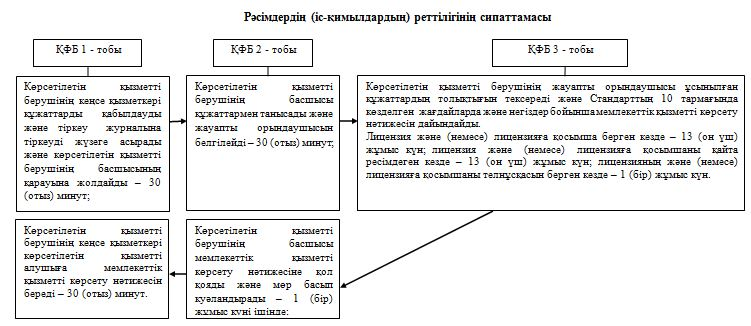 Рәсімдердің (іс-қимылдардың) реттілігінің сипаттамасы
ҚФБ 1 - тобы
ҚФБ 2 - тобы
ҚФБ 3 - тобы
Көрсетілетін қызметті
берушінің кеңсе қызметкері
құжаттарды қабылдауды
және тіркеу журналына
тіркеуді жүзеге асырады
және көрсетілетін қызметті
берушінің басшысының
қарауына жолдайды – 30
(отыз) минут;
Көрсетілетін қызметті
берушінің басшысы
құжаттармен танысады және
жауапты орындаушысын
белгілейді – 30 (отыз) минут;
Көрсетілетін қызметті берушінің жауапты орындаушысы ұсынылған
құжаттардың толықтығын тексереді және Стандарттың 10 тармағында
көзделген жағдайларда және негіздер бойынша мемлекеттік қызметті көрсету
нәтижесін дайындайды.
Лицензия және (немесе) лицензияға қосымша берген кезде – 13 (он үш)
жұмыс күн; лицензия және (немесе) лицензияға қосымшаны қайта
ресімдеген кезде – 13 (он үш) жұмыс күн; лицензияның және (немесе)
лицензияға қосымшаны телнұсқасын берген кезде – 1 (бір) жұмыс күн.
Көрсетілетін қызметті
берушінің кеңсе қызметкері
көрсетілетін қызметті
алушыға мемлекеттік
қызметті көрсету нәтижесін
береді – 30 (отыз) минут.
Көрсетілетін қызметті
берушінің басшысы
мемлекеттік қызметті
көрсету нәтижесіне қол
қояды және мөр басып
куәландырады – 1 (бір)
жұмыс күні ішінде;